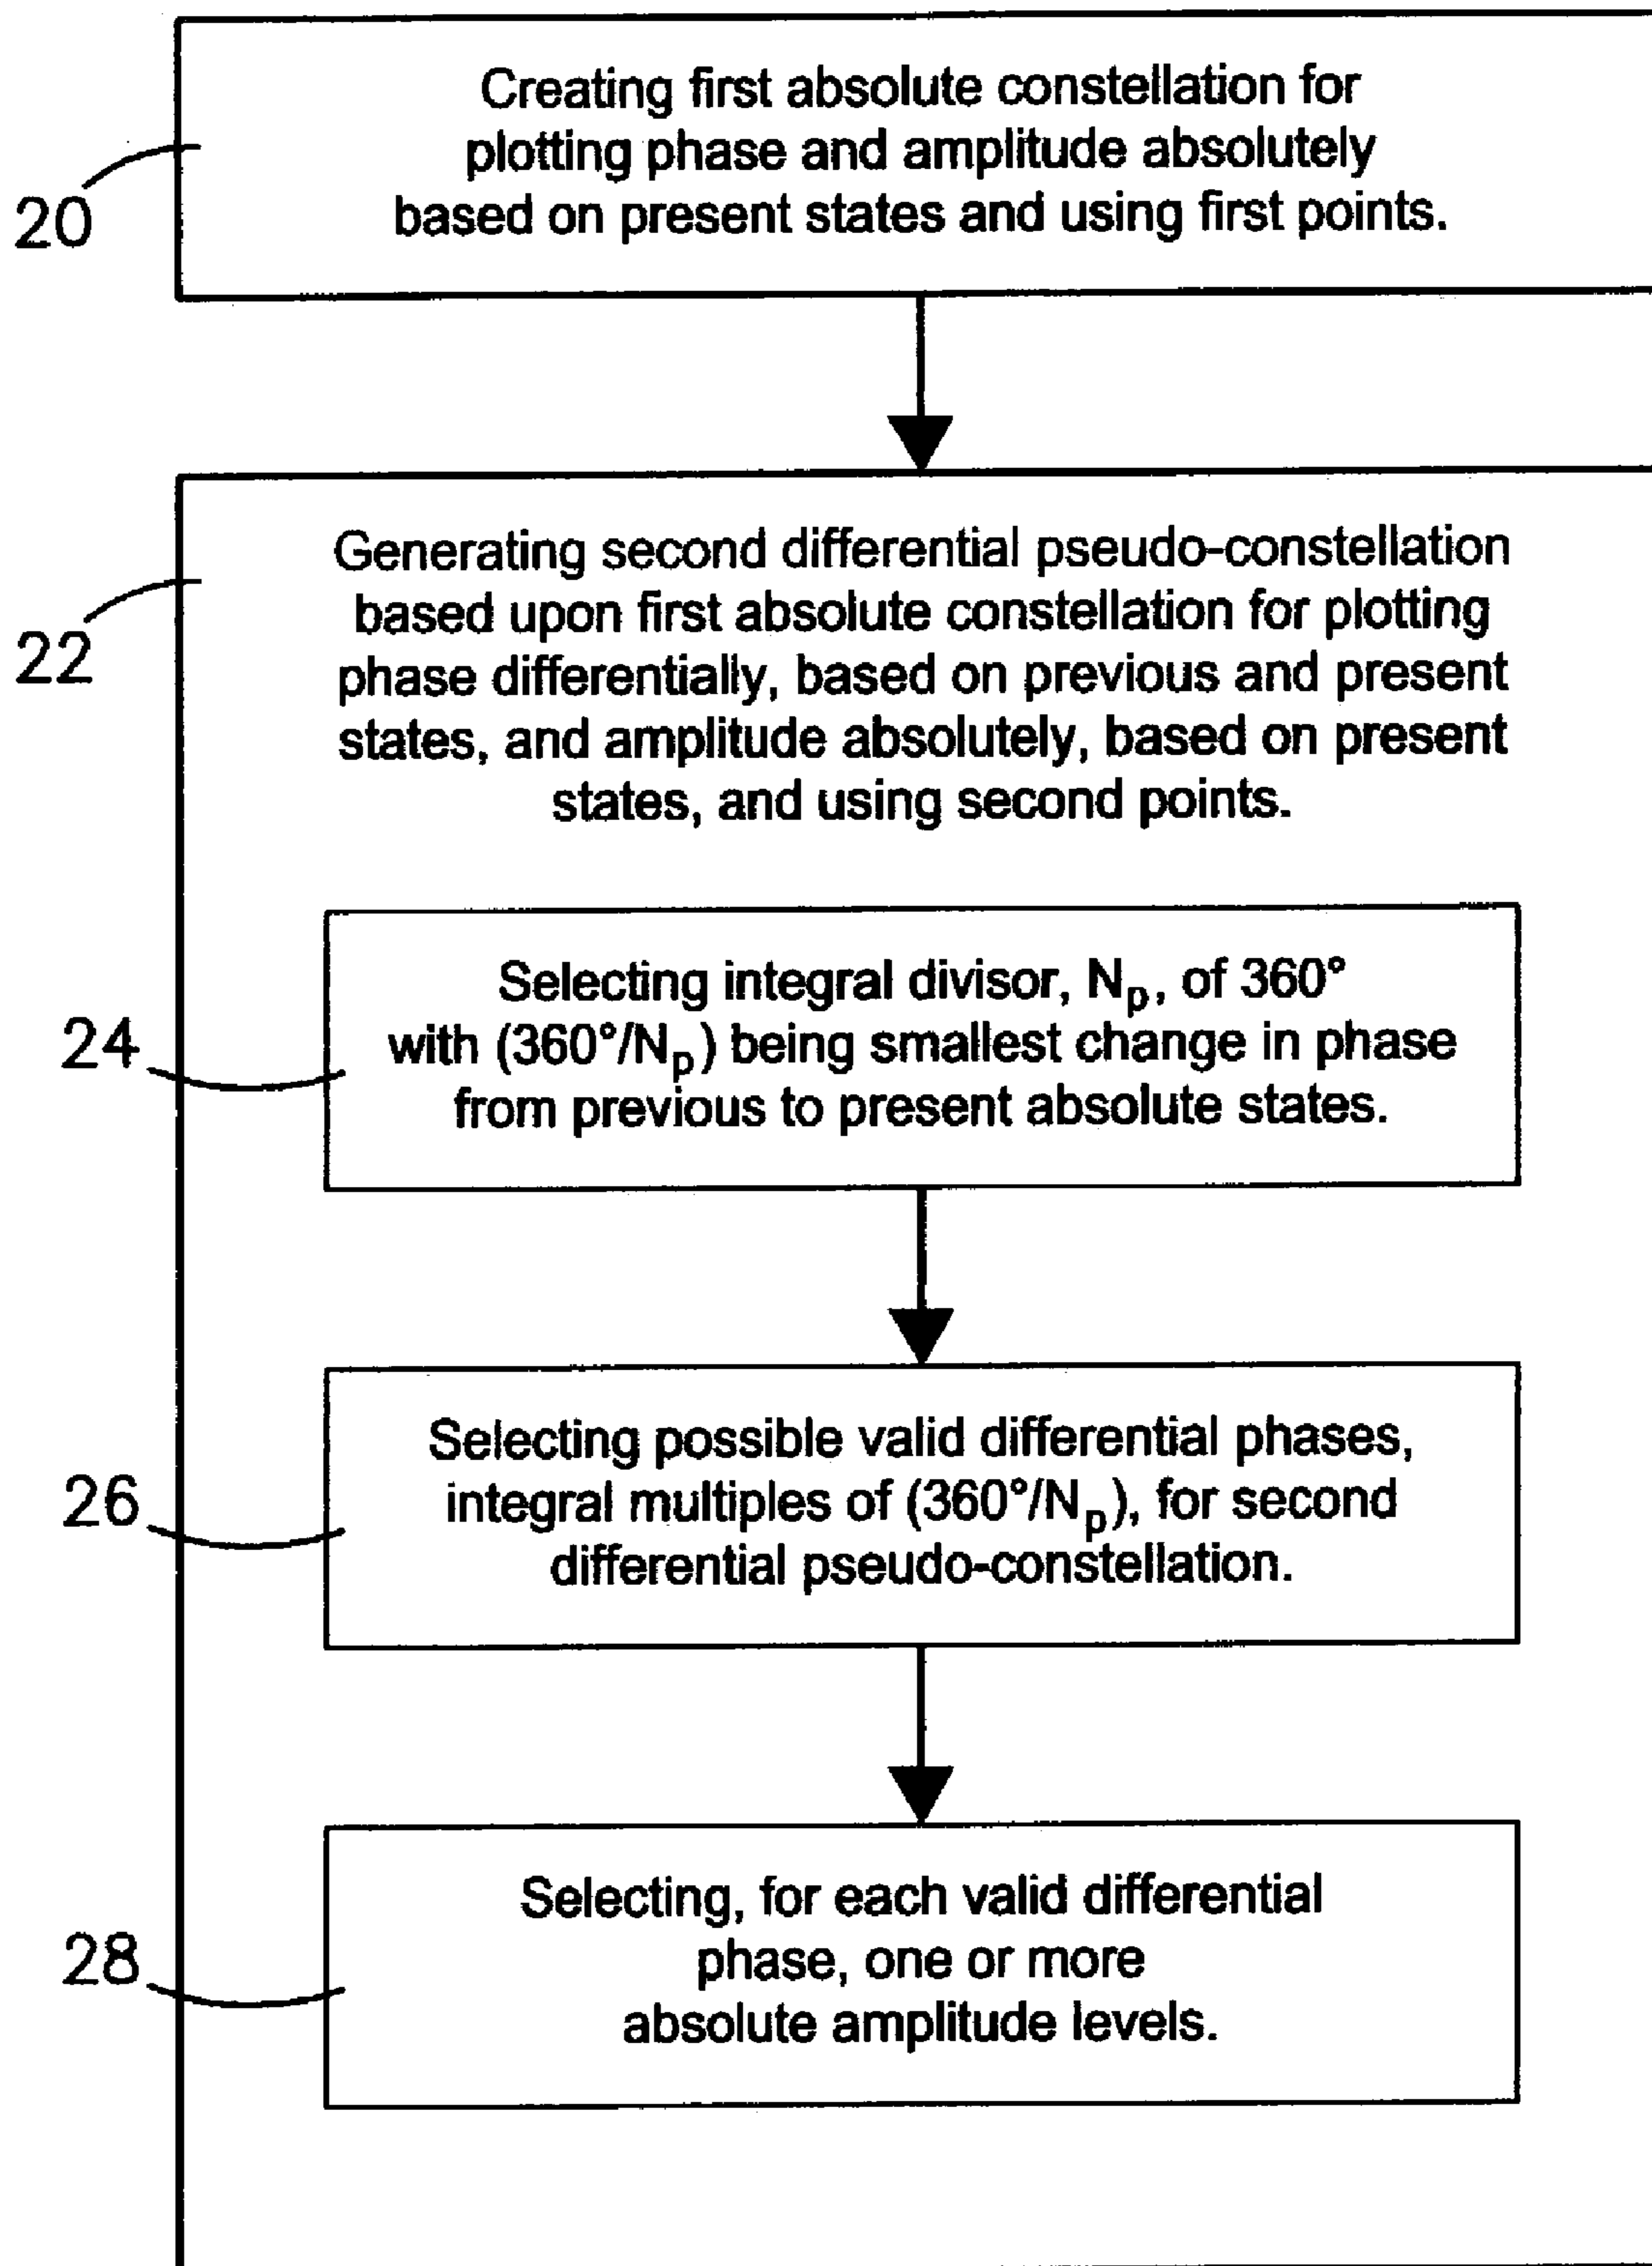 Creating first absolute constellation for
plotting phase and amplitude absolutely
based on present states and using first points.
20
Generating second differential pseudo-constellation
based upon first absolute constellation for plotting
phase differentially, based on previous and present
states, and amplitude absolutely, based on present
states, and using second points.
22
Selecting integral divisor, Nₚ, of 360°
with (360°/Nₚ) being smallest change in phase
from previous to present absolute states.
24
Selecting possible valid differential phases,
integral multiples of (360°/Nₚ), for second
differential pseudo-constellation.
26
Selecting, for each valid differential
phase, one or more
absolute amplitude levels.
28